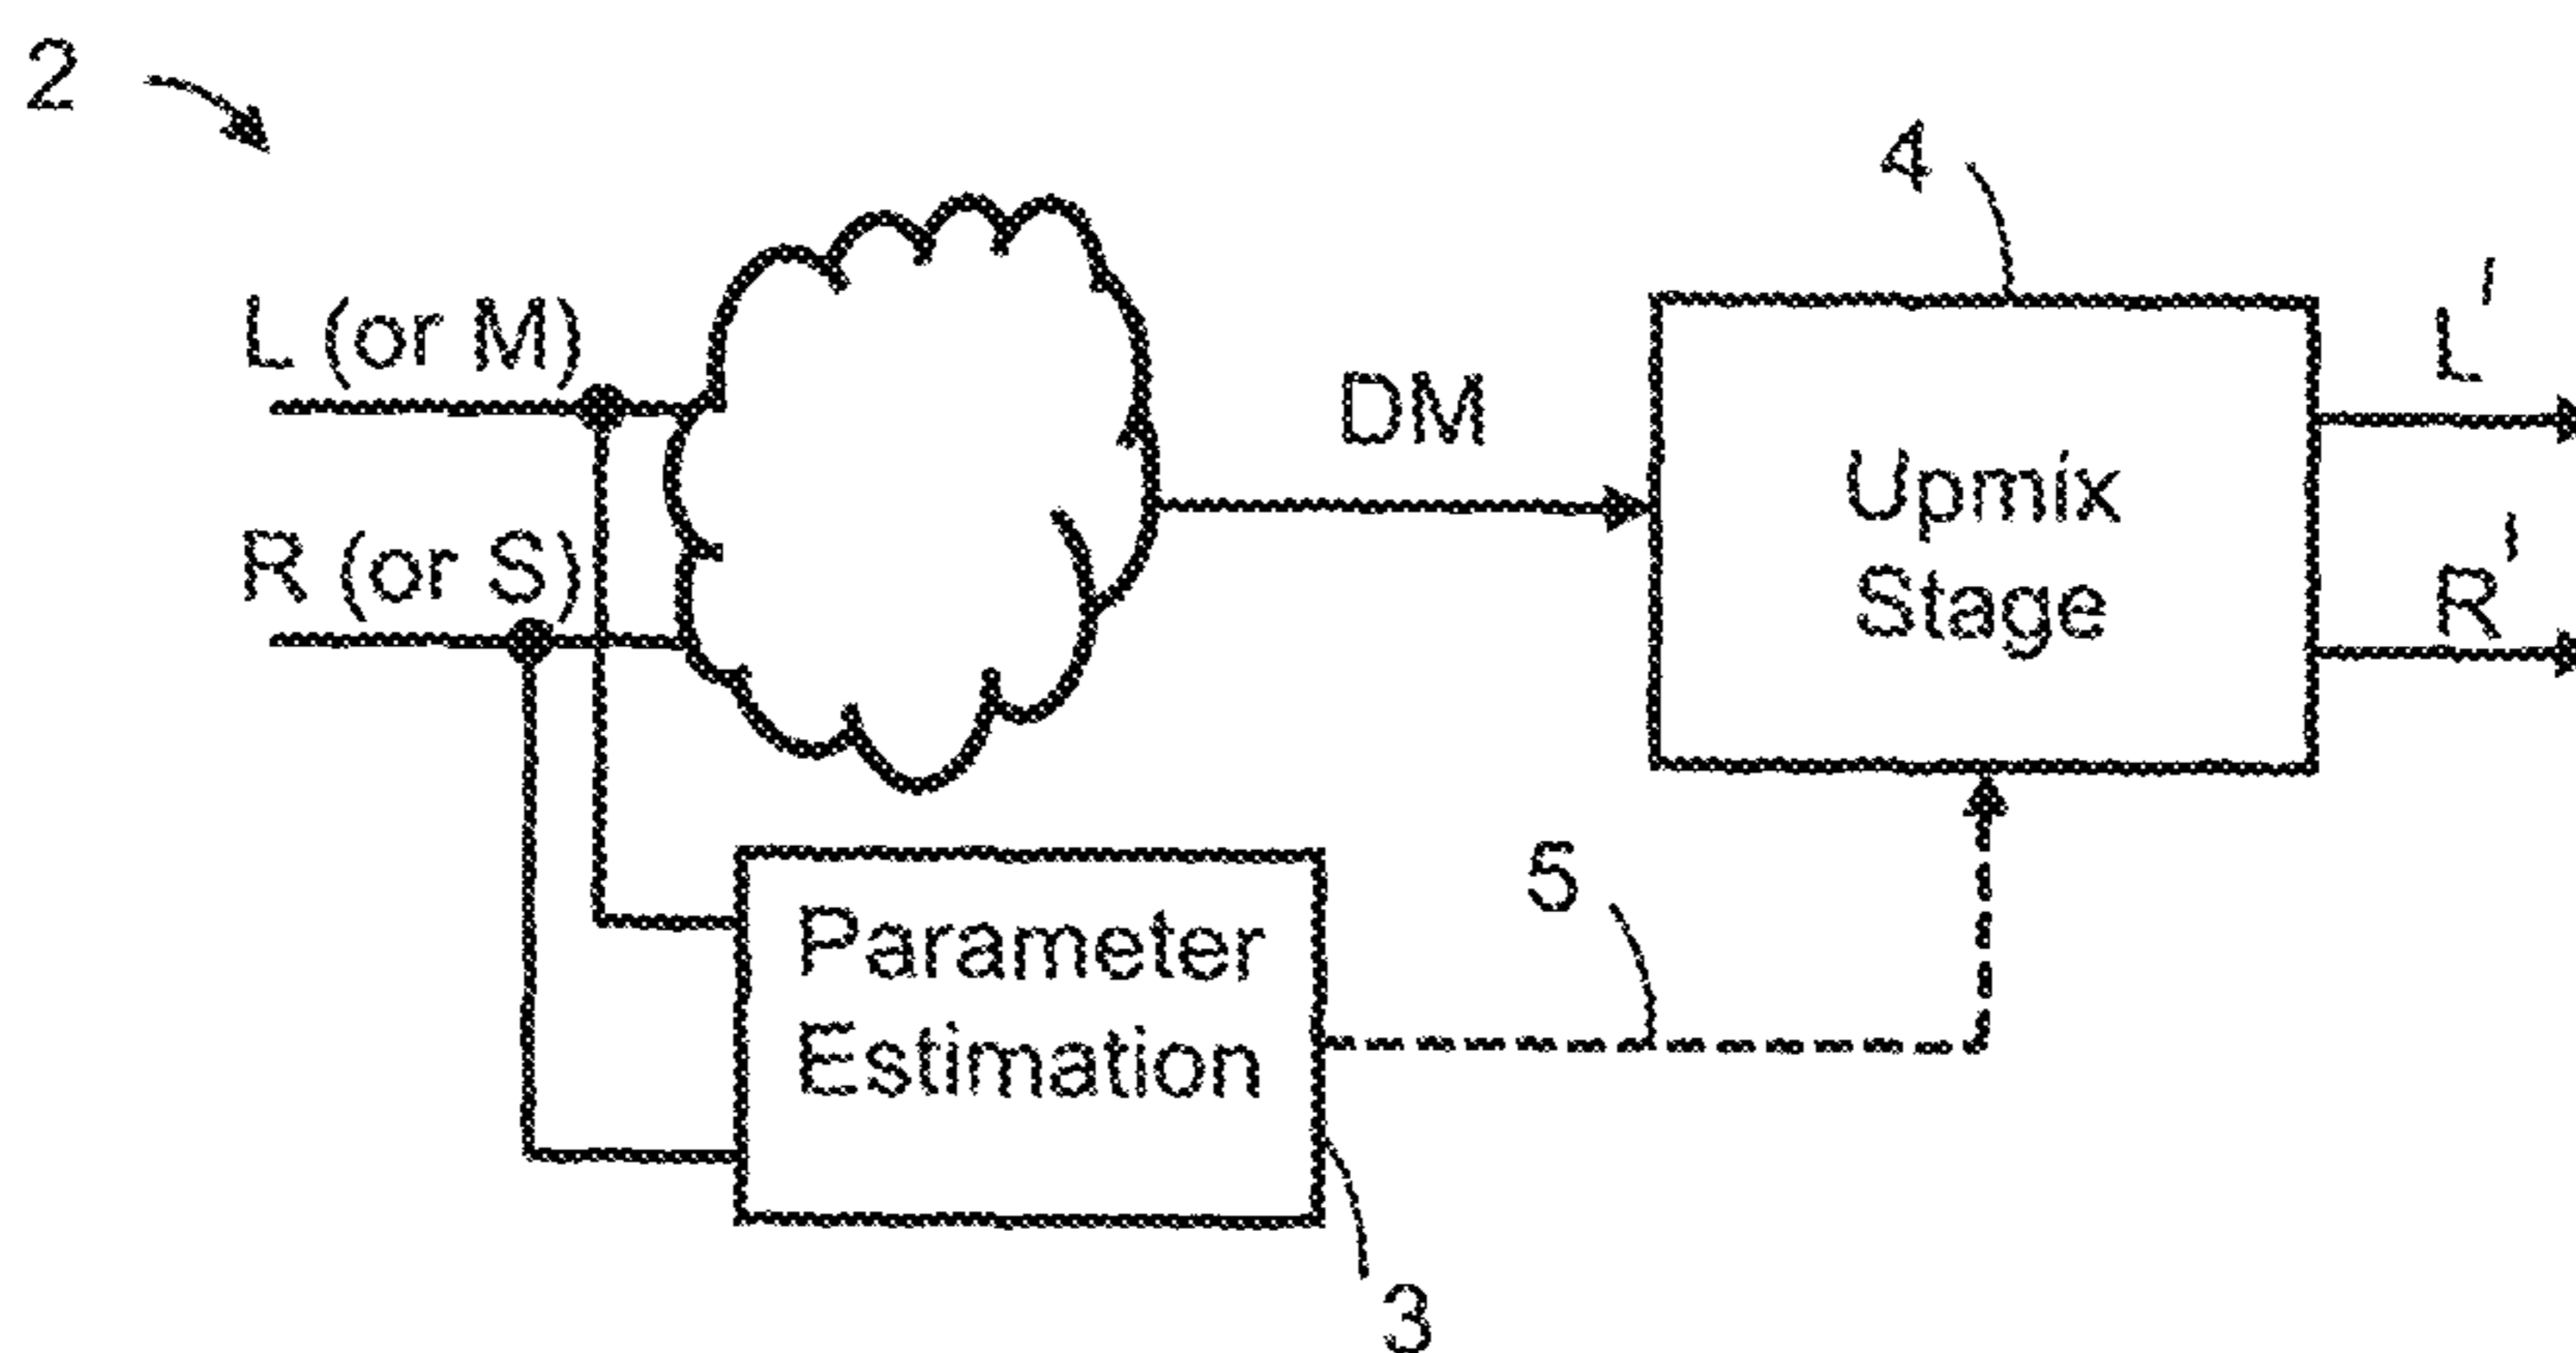 2
4
L (or M)
L'
DM
Upmix
Stage
R (or S)
R'
5
Parameter
Estimation
3